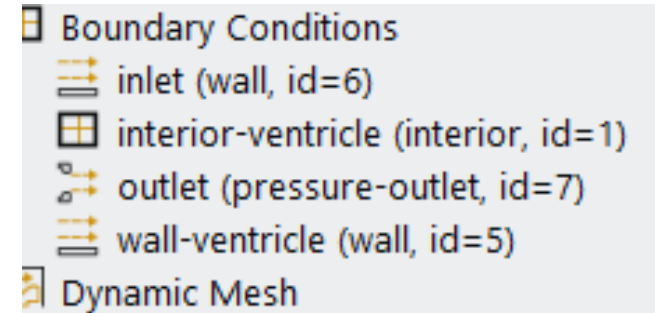 Boundary Conditions
inlet (wall, id=6)
interior-ventricle (interior, id=1)
outlet (pressure-outlet, id=7)
wall-ventricle (wall, id=5)
Dynamic Mesh